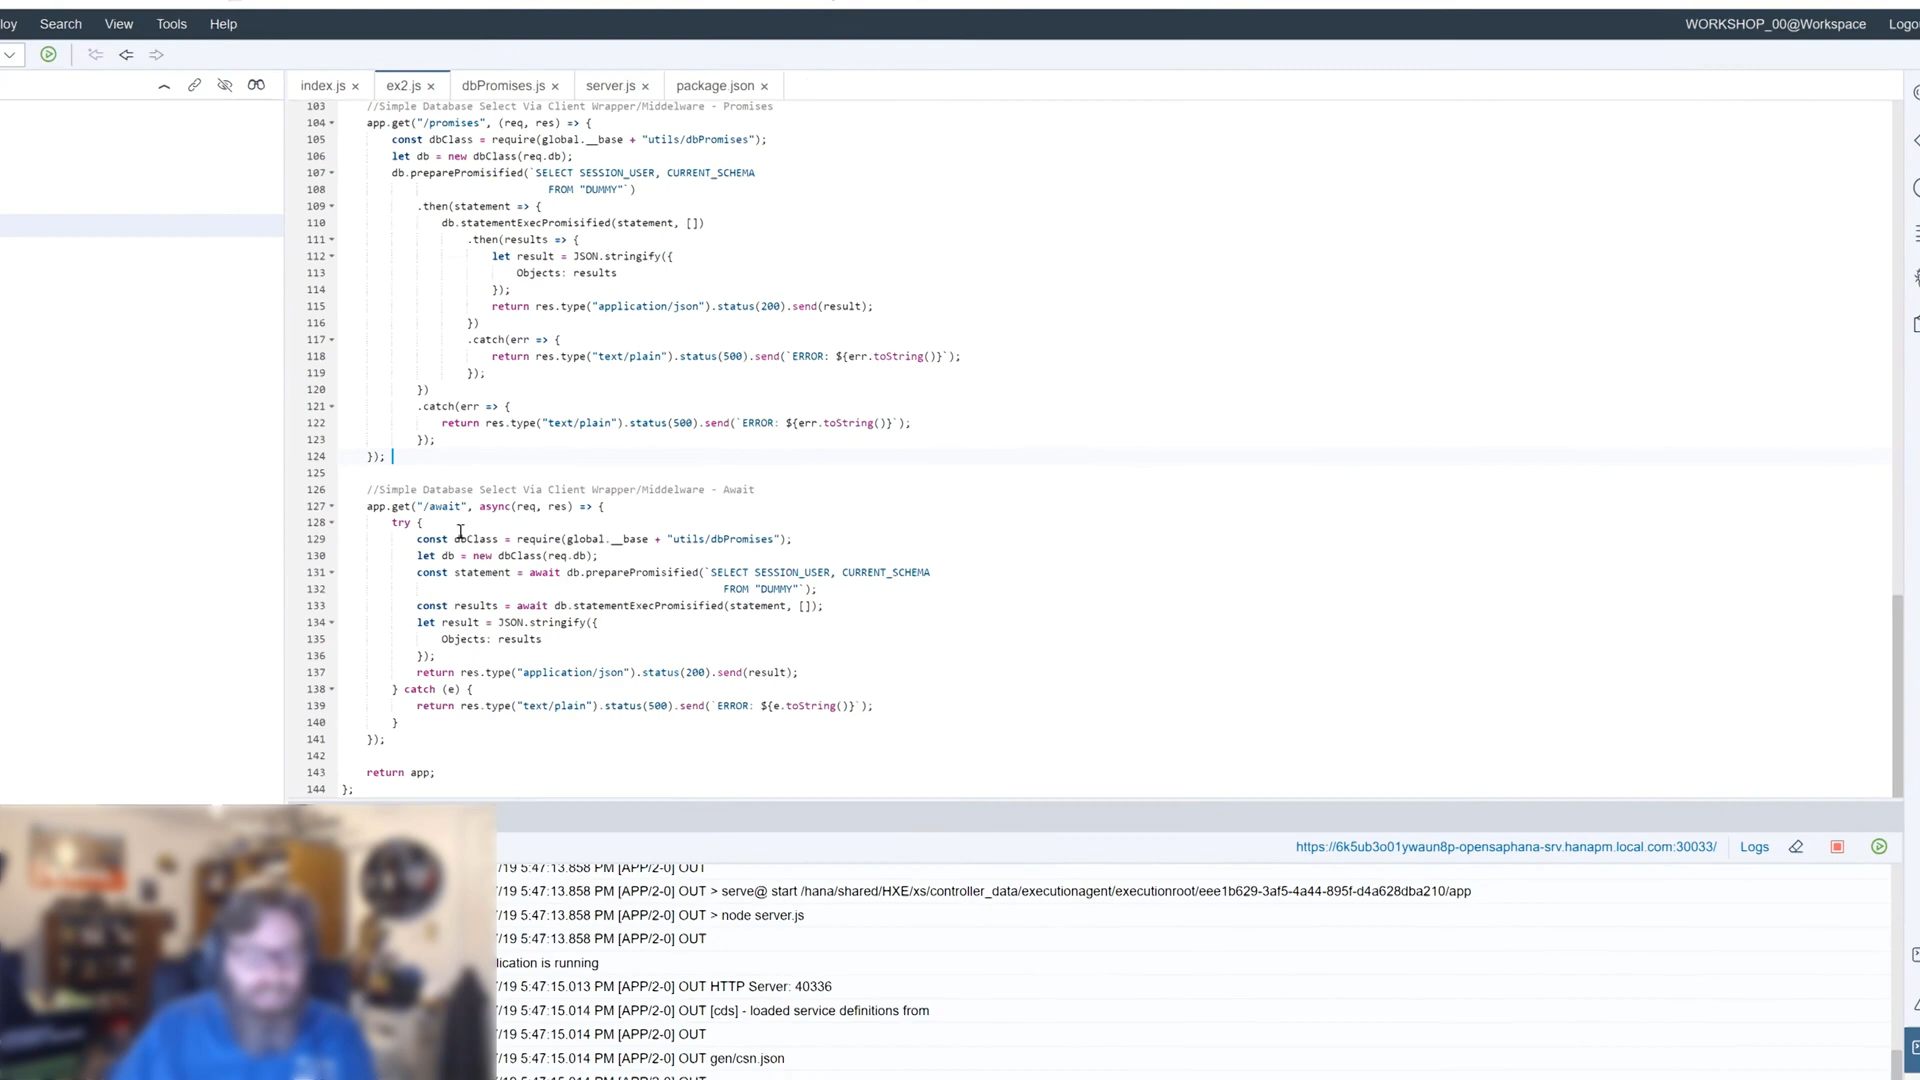 loy Search View Tools Help WORKSHOP_00@Workspace Logo
index.js × ex2.js × dbPromises.js × server.js × package.json ×
103 //Simple Database Select Via Client Wrapper/Middelware - Promises
104 app.get("/promises", (req, res) => {
105 const dbClass = require(global.__base + "utils/dbPromises");
106 let db = new dbClass(req.db);
107 db.preparePromisified(`SELECT SESSION_USER, CURRENT_SCHEMA
108 FROM "DUMMY"`)
109 .then(statement => {
110 db.statementExecPromisified(statement, [])
111 .then(results => {
112 let result = JSON.stringify({
113 Objects: results
114 });
115 return res.type("application/json").status(200).send(result);
116 })
117 .catch(err => {
118 return res.type("text/plain").status(500).send(`ERROR: ${err.toString()}`);
119 });
120 })
121 .catch(err => {
122 return res.type("text/plain").status(500).send(`ERROR: ${err.toString()}`);
123 });
124 });
125
126 //Simple Database Select Via Client Wrapper/Middelware - Await
127 app.get("/await", async(req, res) => {
128 try {
129 const dbClass = require(global.__base + "utils/dbPromises");
130 let db = new dbClass(req.db);
131 const statement = await db.preparePromisified(`SELECT SESSION_USER, CURRENT_SCHEMA
132 FROM "DUMMY"`);
133 const results = await db.statementExecPromisified(statement, []);
134 let result = JSON.stringify({
135 Objects: results
136 });
137 return res.type("application/json").status(200).send(result);
138 } catch (e) {
139 return res.type("text/plain").status(500).send(`ERROR: ${e.toString()}`);
140 }
141 });
142
143 return app;
144 };
https://6k5ub3o01ywaun8p-opensaphana-srv.hanapm.local.com:30033/ Logs
/19 5:47:13.858 PM [APP/2-0] OUT
/19 5:47:13.858 PM [APP/2-0] OUT > serve@ start /hana/shared/HXE/xs/controller_data/executionagent/executionroot/eee1b629-3af5-4a44-895f-d4a628dba210/app
/19 5:47:13.858 PM [APP/2-0] OUT > node server.js
/19 5:47:13.858 PM [APP/2-0] OUT
lication is running
/19 5:47:15.013 PM [APP/2-0] OUT HTTP Server: 40336
/19 5:47:15.014 PM [APP/2-0] OUT [cds] - loaded service definitions from
/19 5:47:15.014 PM [APP/2-0] OUT
/19 5:47:15.014 PM [APP/2-0] OUT gen/csn.json
/19 5:47:15.014 PM [APP/2-0] OUT